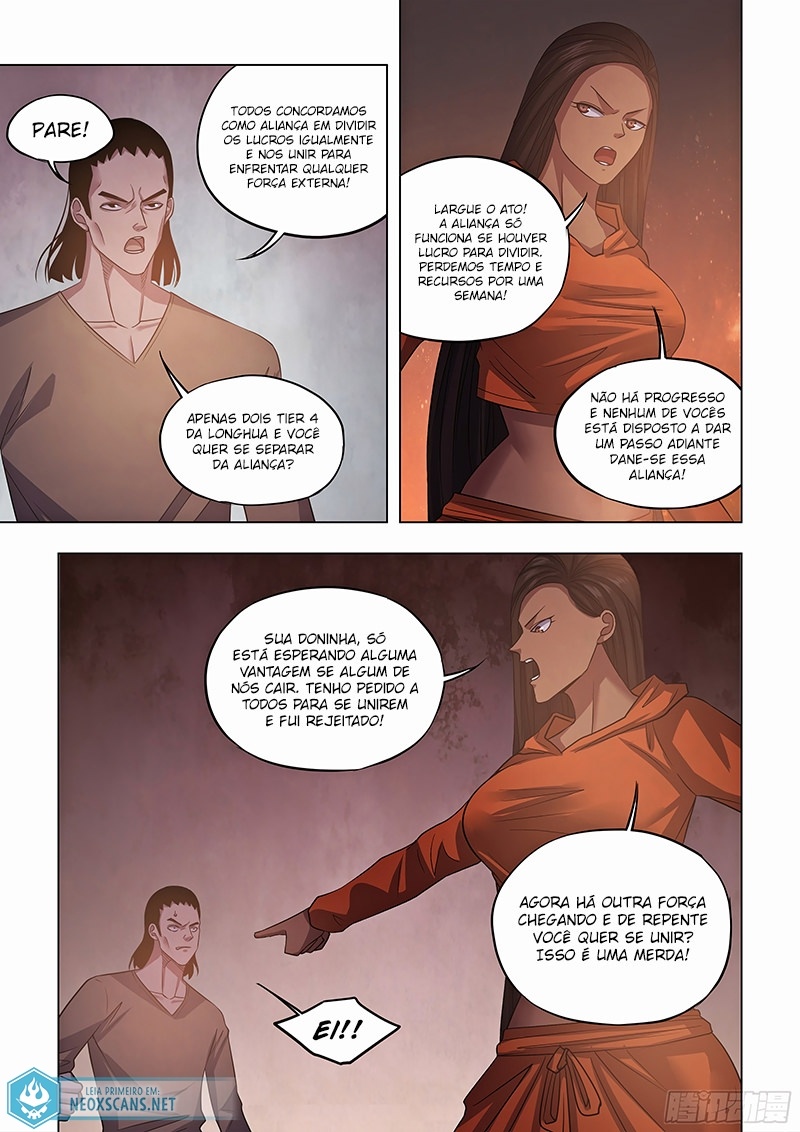 PARE!
TODOS CONCORDAMOS
COMO ALIANÇA EM DIVIDIR
OS LUCROS IGUALMENTE
E NOS UNIR PARA
ENFRENTAR QUALQUER
FORÇA EXTERNA!
APENAS DOIS TIER 4
DA LONGHUA E VOCÊ
QUER SE SEPARAR
DA ALIANÇA?
LARGUE O ATO!
A ALIANÇA SÓ
FUNCIONA SE HOUVER
LUCRO PARA DIVIDIR.
PERDEMOS TEMPO E
RECURSOS POR UMA
SEMANA!
NÃO HÁ PROGRESSO
E NENHUM DE VOCÊS
ESTÁ DISPOSTO A DAR
UM PASSO ADIANTE
DANE-SE ESSA
ALIANÇA!
SUA DONINHA, SÓ
ESTÁ ESPERANDO ALGUMA
VANTAGEM SE ALGUM DE
NÓS CAIR. TENHO PEDIDO A
TODOS PARA SE UNIREM
E FUI REJEITADO!
AGORA HÁ OUTRA FORÇA
CHEGANDO E DE REPENTE
VOCÊ QUER SE UNIR?
ISSO É UMA MERDA!
EI!!
LEIA PRIMEIRO EM:
NEOXSCANS.NET
腾讯动漫